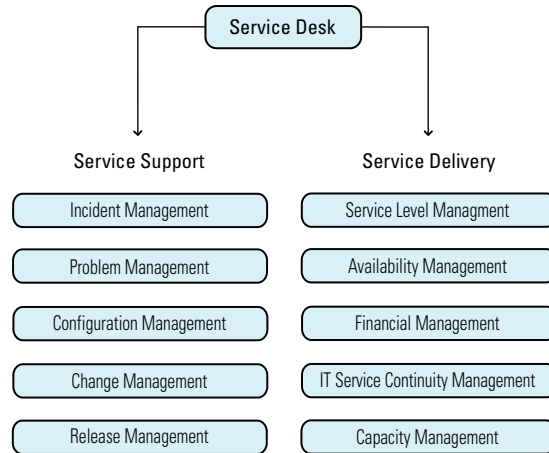 Service Desk
Service Support
Service Delivery
Incident Management
Service Level Managment
Problem Management
Availability Management
Configuration Management
Financial Management
Change Management
IT Service Continuity Management
Release Management
Capacity Management